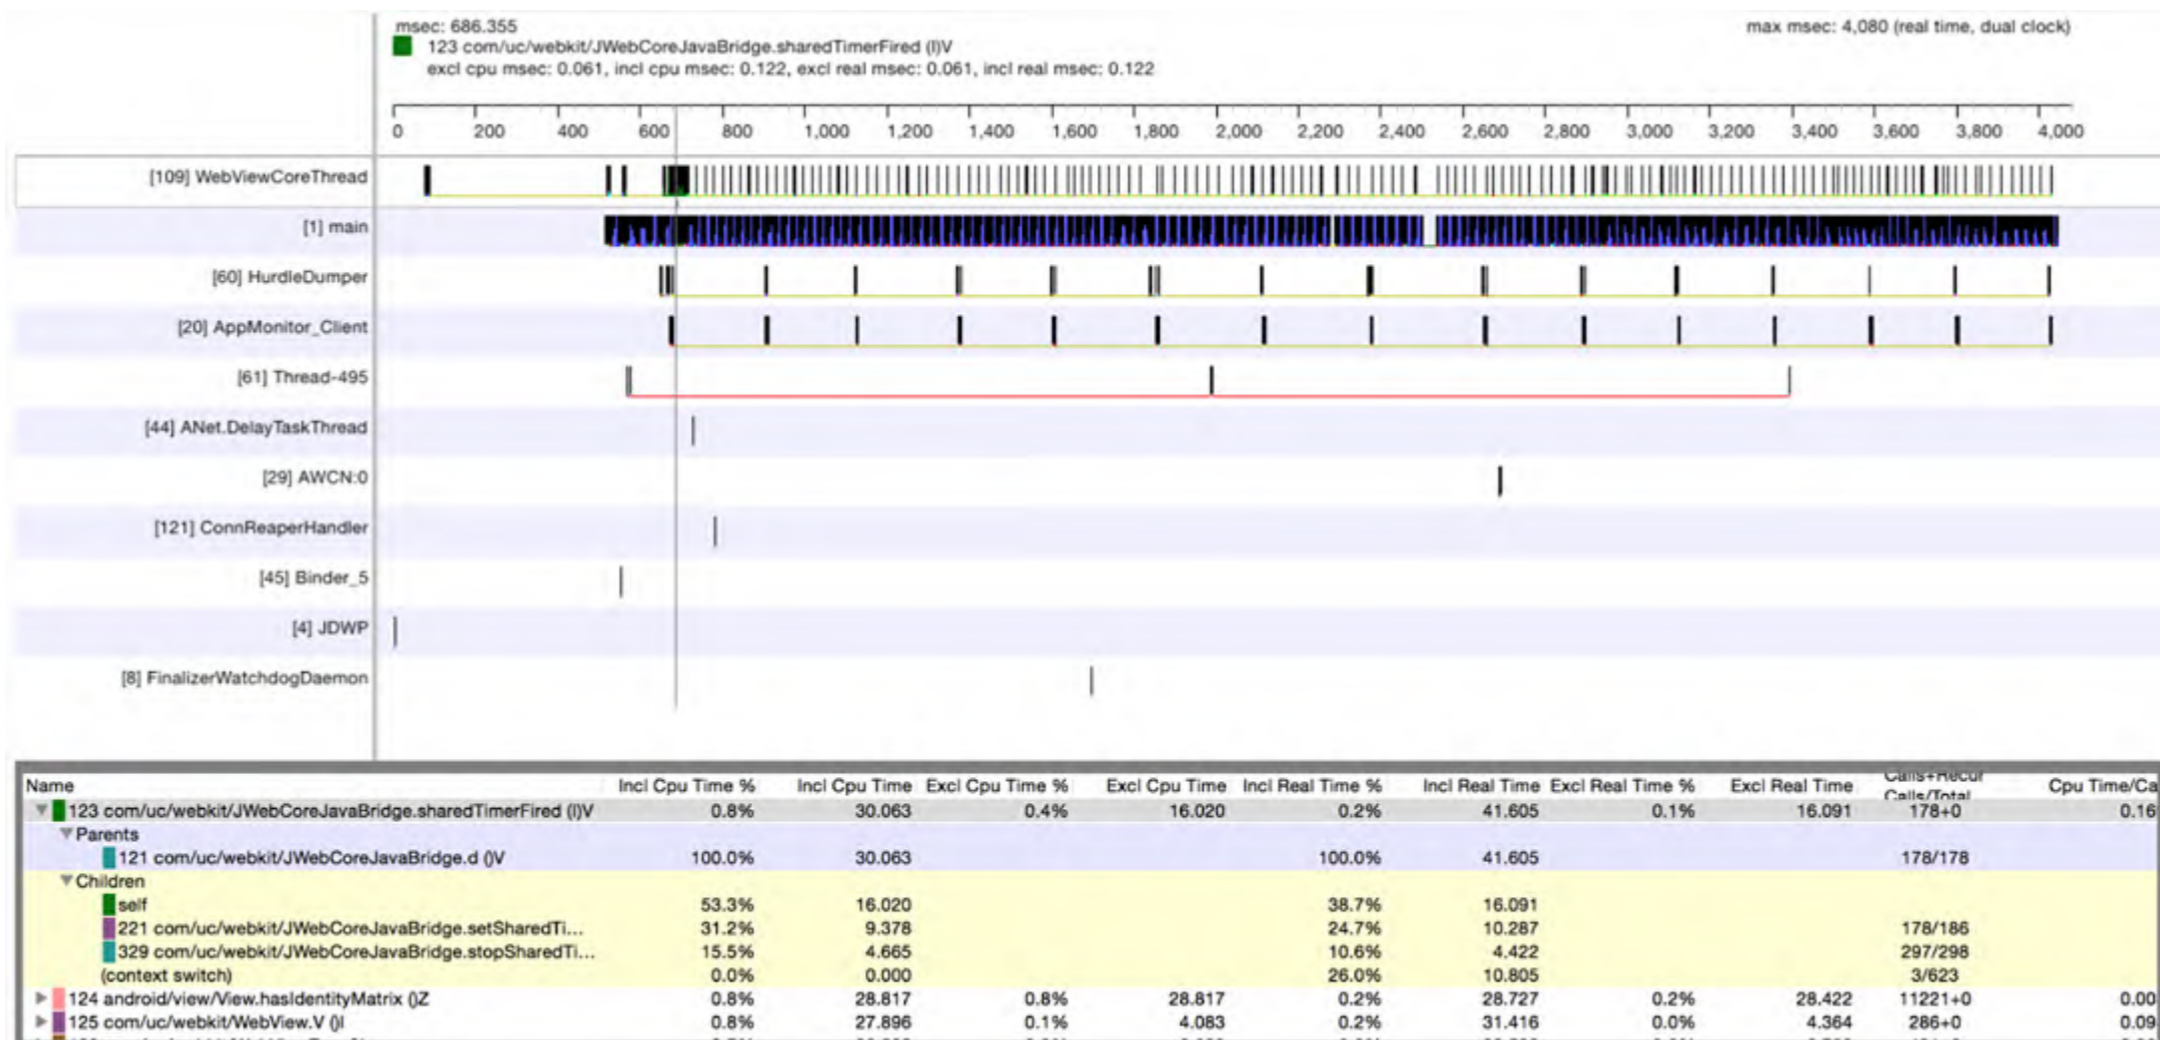 msec: 686.355 max msec: 4,080 (real time, dual clock)
123 com/uc/webkit/JWebCoreJavaBridge.sharedTimerFired (I)V
excl cpu msec: 0.061, incl cpu msec: 0.122, excl real msec: 0.061, incl real msec: 0.122
0 200 400 600 800 1,000 1,200 1,400 1,600 1,800 2,000 2,200 2,400 2,600 2,800 3,000 3,200 3,400 3,600 3,800 4,000
[109] WebViewCoreThread
[1] main
[60] HurdleDumper
[20] AppMonitor_Client
[61] Thread-495
[44] ANet.DelayTaskThread
[29] AWCN:0
[121] ConnReaperHandler
[45] Binder_5
[4] JDWP
[8] FinalizerWatchdogDaemon
Name Incl Cpu Time % Incl Cpu Time Excl Cpu Time % Excl Cpu Time Incl Real Time % Incl Real Time Excl Real Time % Excl Real Time Calls+Recur Calls/Total Cpu Time/Ca
123 com/uc/webkit/JWebCoreJavaBridge.sharedTimerFired (I)V 0.8% 30.063 0.4% 16.020 0.2% 41.605 0.1% 16.091 178+0 0.16
Parents
121 com/uc/webkit/JWebCoreJavaBridge.d ()V 100.0% 30.063 100.0% 41.605 178/178
Children
self 53.3% 16.020 38.7% 16.091
221 com/uc/webkit/JWebCoreJavaBridge.setSharedTi... 31.2% 9.378 24.7% 10.287 178/186
329 com/uc/webkit/JWebCoreJavaBridge.stopSharedTi... 15.5% 4.665 10.6% 4.422 297/298
(context switch) 0.0% 0.000 26.0% 10.805 3/623
124 android/view/View.hasIdentityMatrix ()Z 0.8% 28.817 0.8% 28.817 0.2% 28.727 0.2% 28.422 11221+0 0.00
125 com/uc/webkit/WebView.V ()I 0.8% 27.896 0.1% 4.083 0.2% 31.416 0.0% 4.364 286+0 0.09